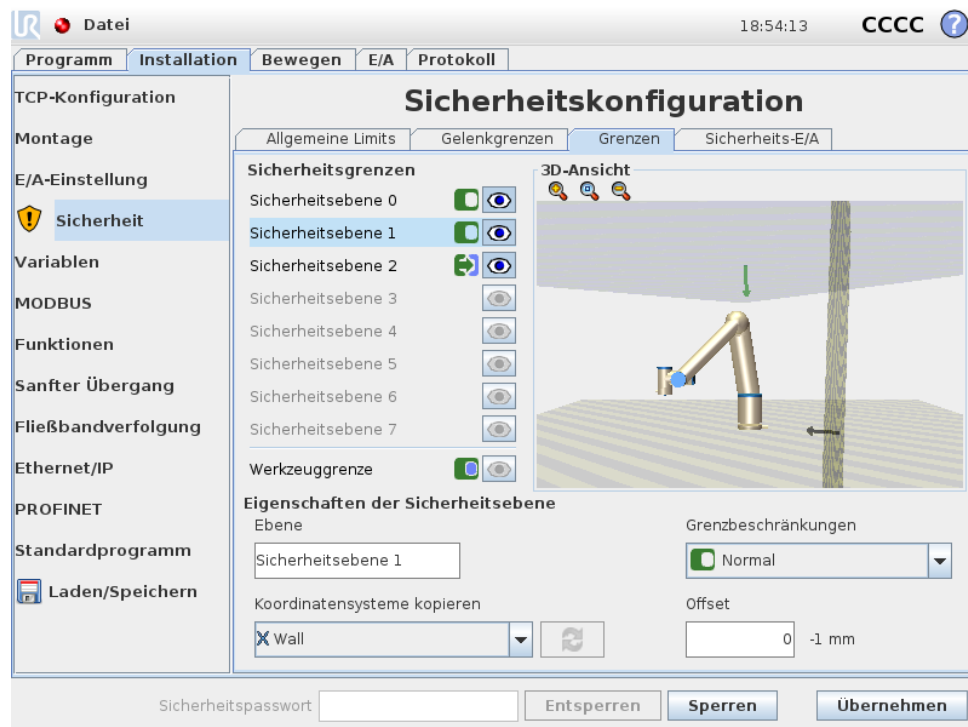 UR Datei 18:54:13 CCCC ?
Programm Installation Bewegen E/A Protokoll
TCP-Konfiguration
Montage
E/A-Einstellung
Sicherheit
Variablen
MODBUS
Funktionen
Sanfter Übergang
Fließbandverfolgung
Ethernet/IP
PROFINET
Standardprogramm
Laden/Speichern
Sicherheitskonfiguration
Allgemeine Limits Gelenkgrenzen Grenzen Sicherheits-E/A
Sicherheitsgrenzen
Sicherheitsebene 0
Sicherheitsebene 1
Sicherheitsebene 2
Sicherheitsebene 3
Sicherheitsebene 4
Sicherheitsebene 5
Sicherheitsebene 6
Sicherheitsebene 7
Werkzeuggrenze
3D-Ansicht
Eigenschaften der Sicherheitsebene
Ebene
Sicherheitsebene 1
Grenzbeschränkungen
Normal
Koordinatensysteme kopieren
Wall
Offset
0 -1 mm
Sicherheitspasswort Entsperren Sperren Übernehmen